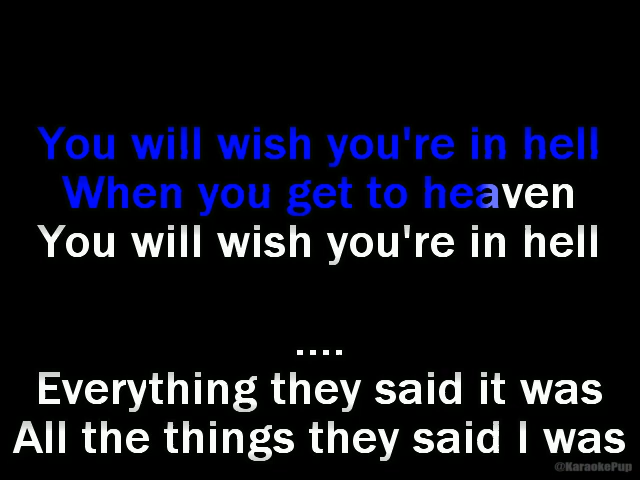 You will wish you're in hell
When you get to heaven
You will wish you're in hell
....
Everything they said it was
All the things they said I was
@KaraokePup